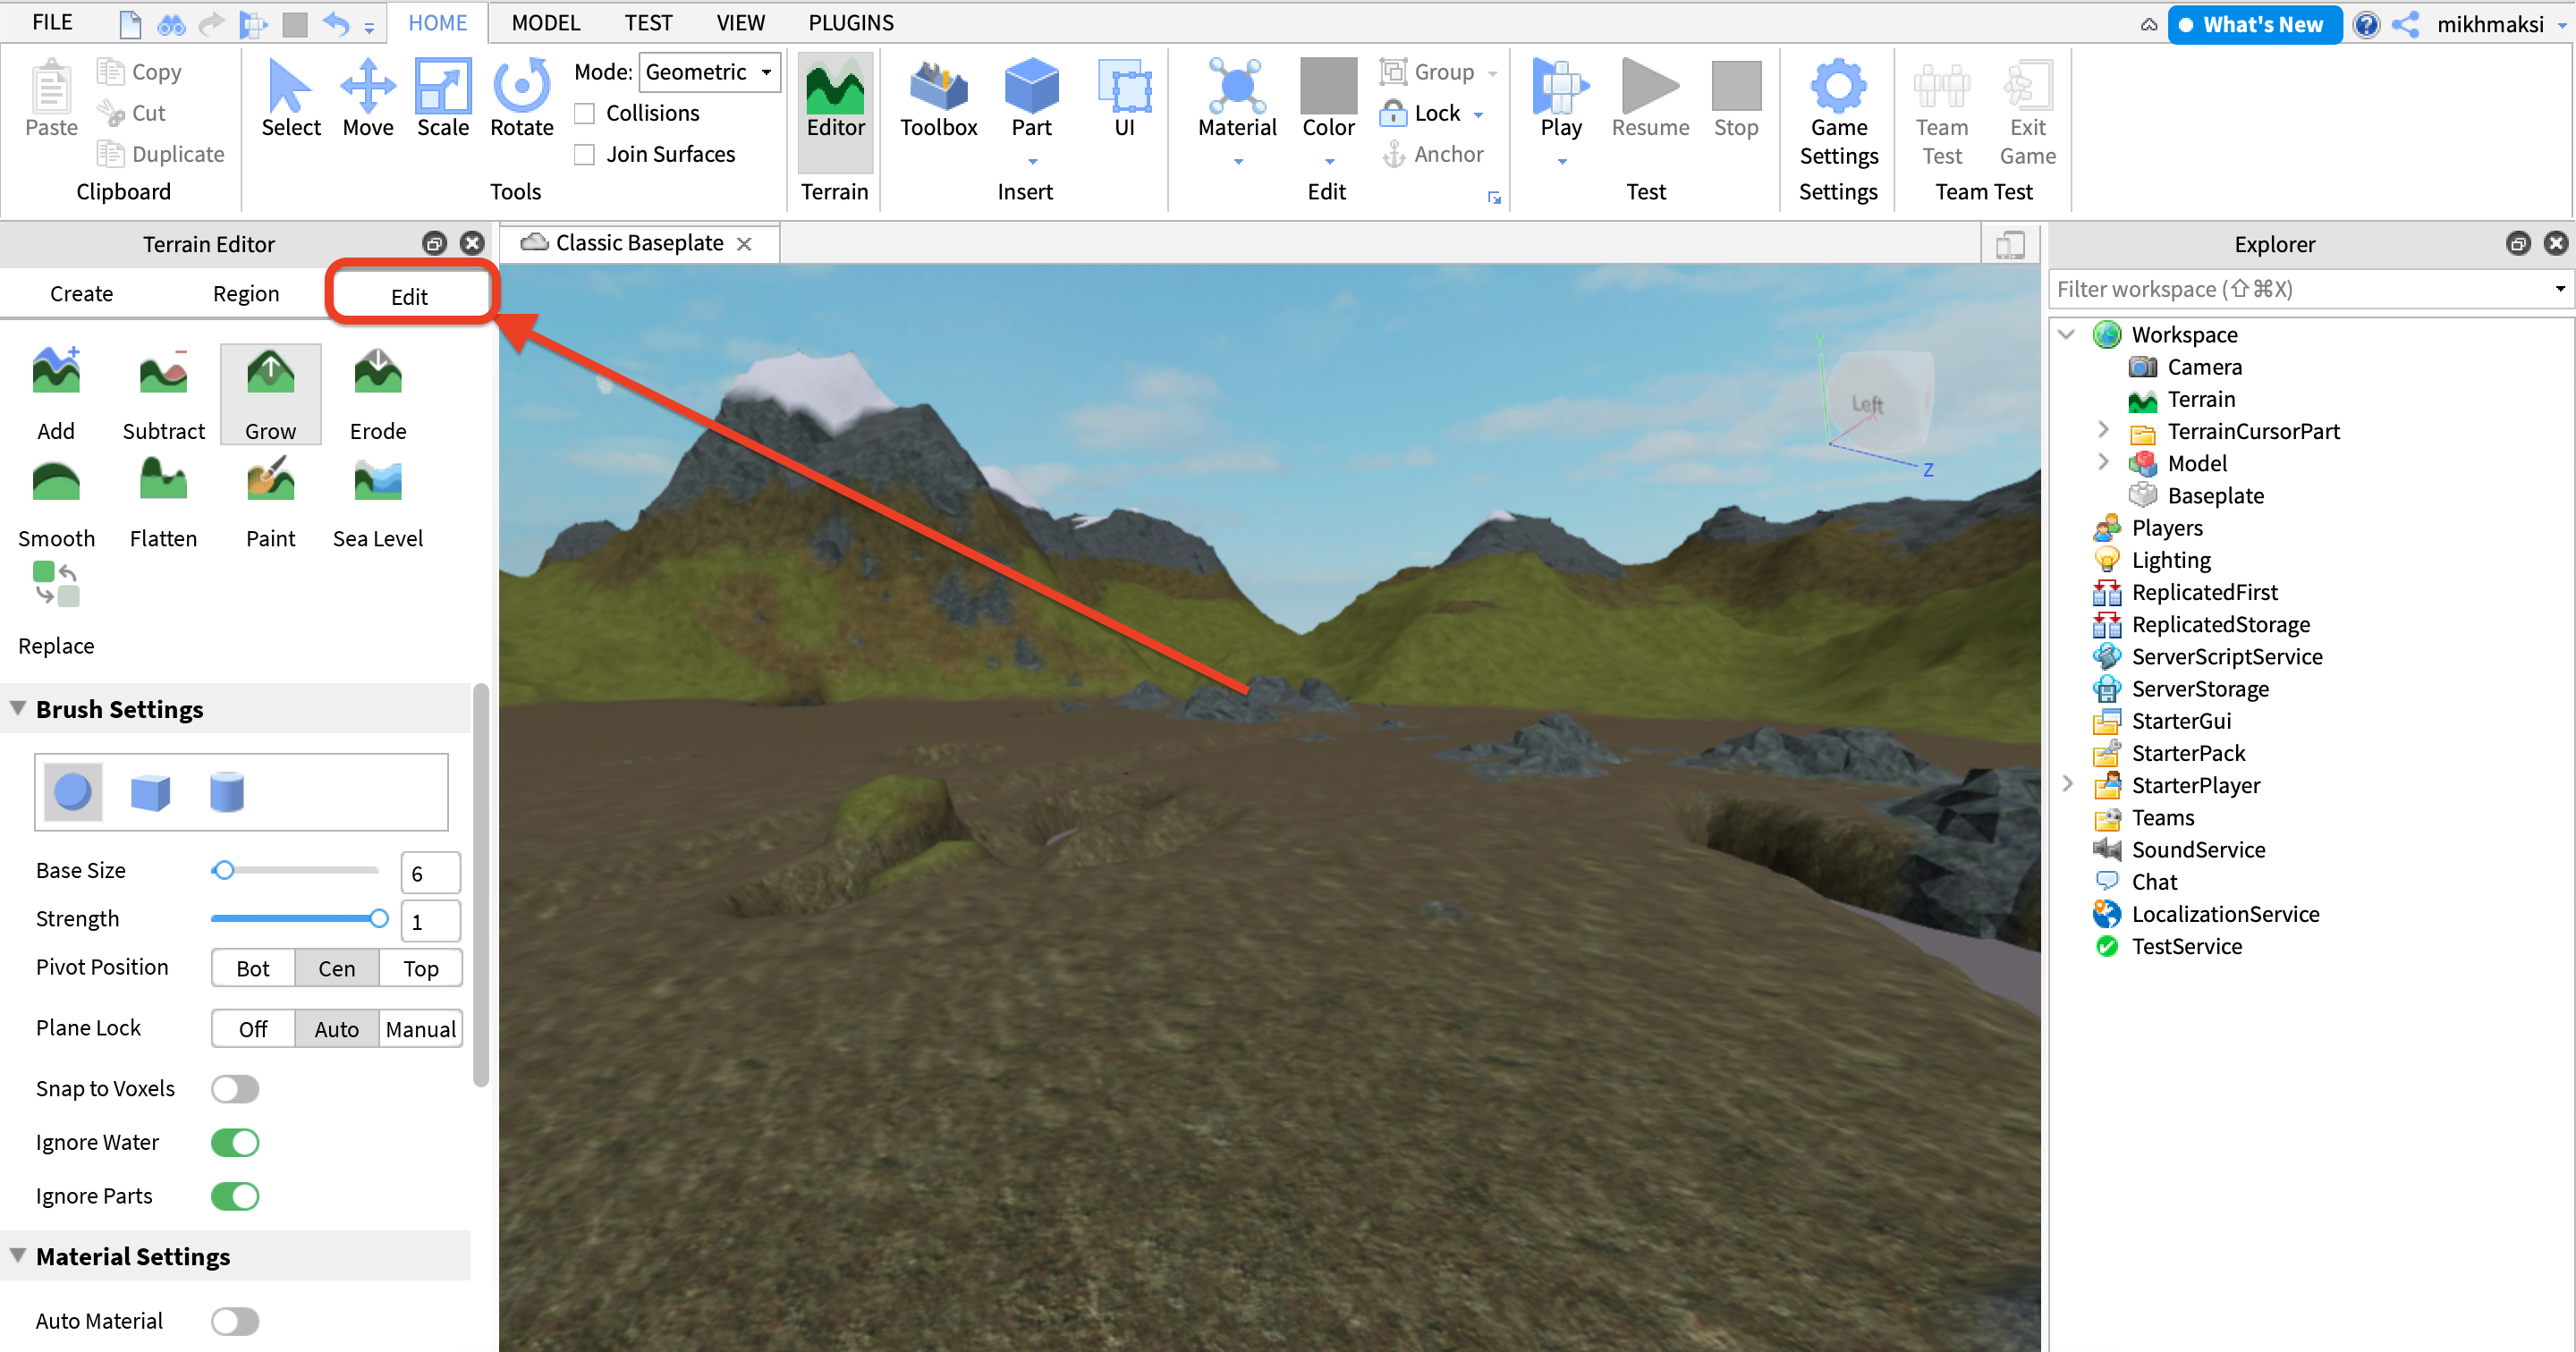 FILE
HOME MODEL TEST VIEW PLUGINS
What's New
mikhmaksi
Paste
Copy
Cut
Duplicate
Clipboard
Select Move Scale Rotate
Mode: Geometric
Collisions
Join Surfaces
Tools
Editor
Terrain
Toolbox Part UI
Insert
Material Color
Group
Lock
Anchor
Edit
Play Resume Stop
Test
Game
Settings
Settings
Team
Test
Exit
Game
Team Test
Terrain Editor
Create Region Edit
Add Subtract Grow Erode
Smooth Flatten Paint Sea Level
Replace
Brush Settings
Base Size 6
Strength 1
Pivot Position Bot Cen Top
Plane Lock Off Auto Manual
Snap to Voxels
Ignore Water
Ignore Parts
Material Settings
Auto Material
Classic Baseplate
Y
Left
X
Z
Explorer
Filter workspace (⇧⌘X)
Workspace
Camera
Terrain
TerrainCursorPart
Model
Baseplate
Players
Lighting
ReplicatedFirst
ReplicatedStorage
ServerScriptService
ServerStorage
StarterGui
StarterPack
StarterPlayer
Teams
SoundService
Chat
LocalizationService
TestService